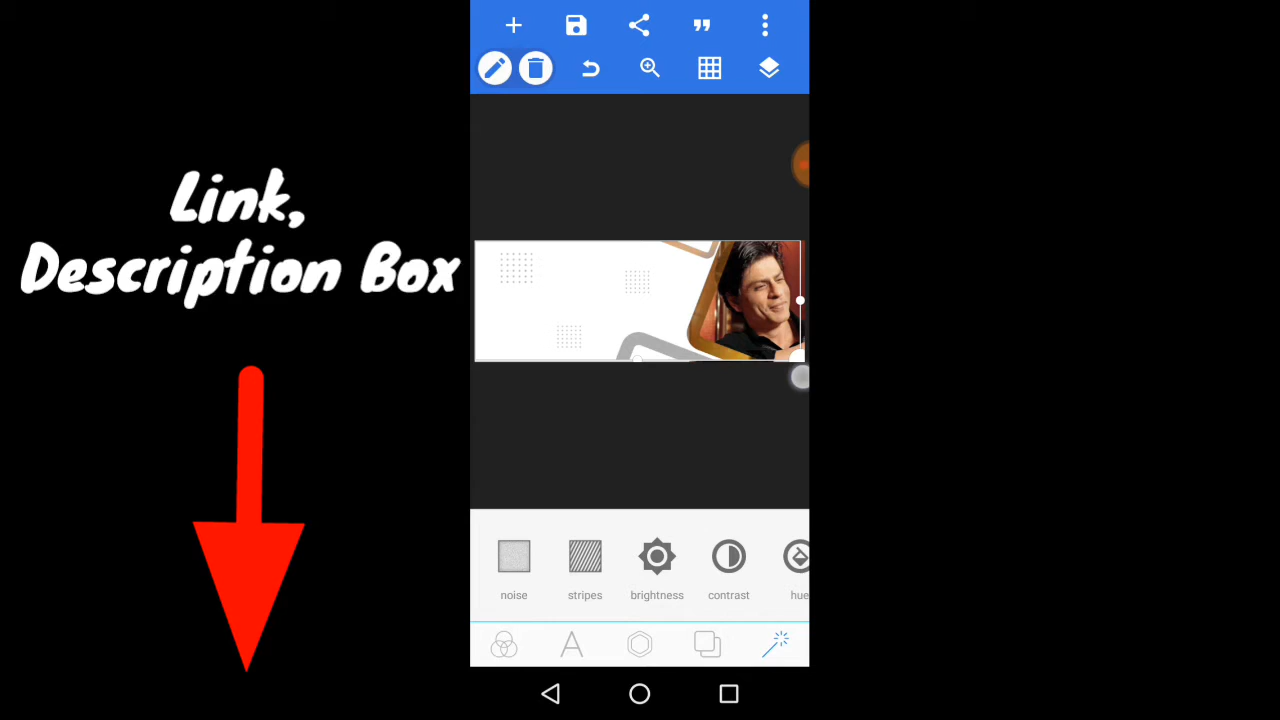 Link,
Description Box
noise
stripes
brightness
contrast
hue